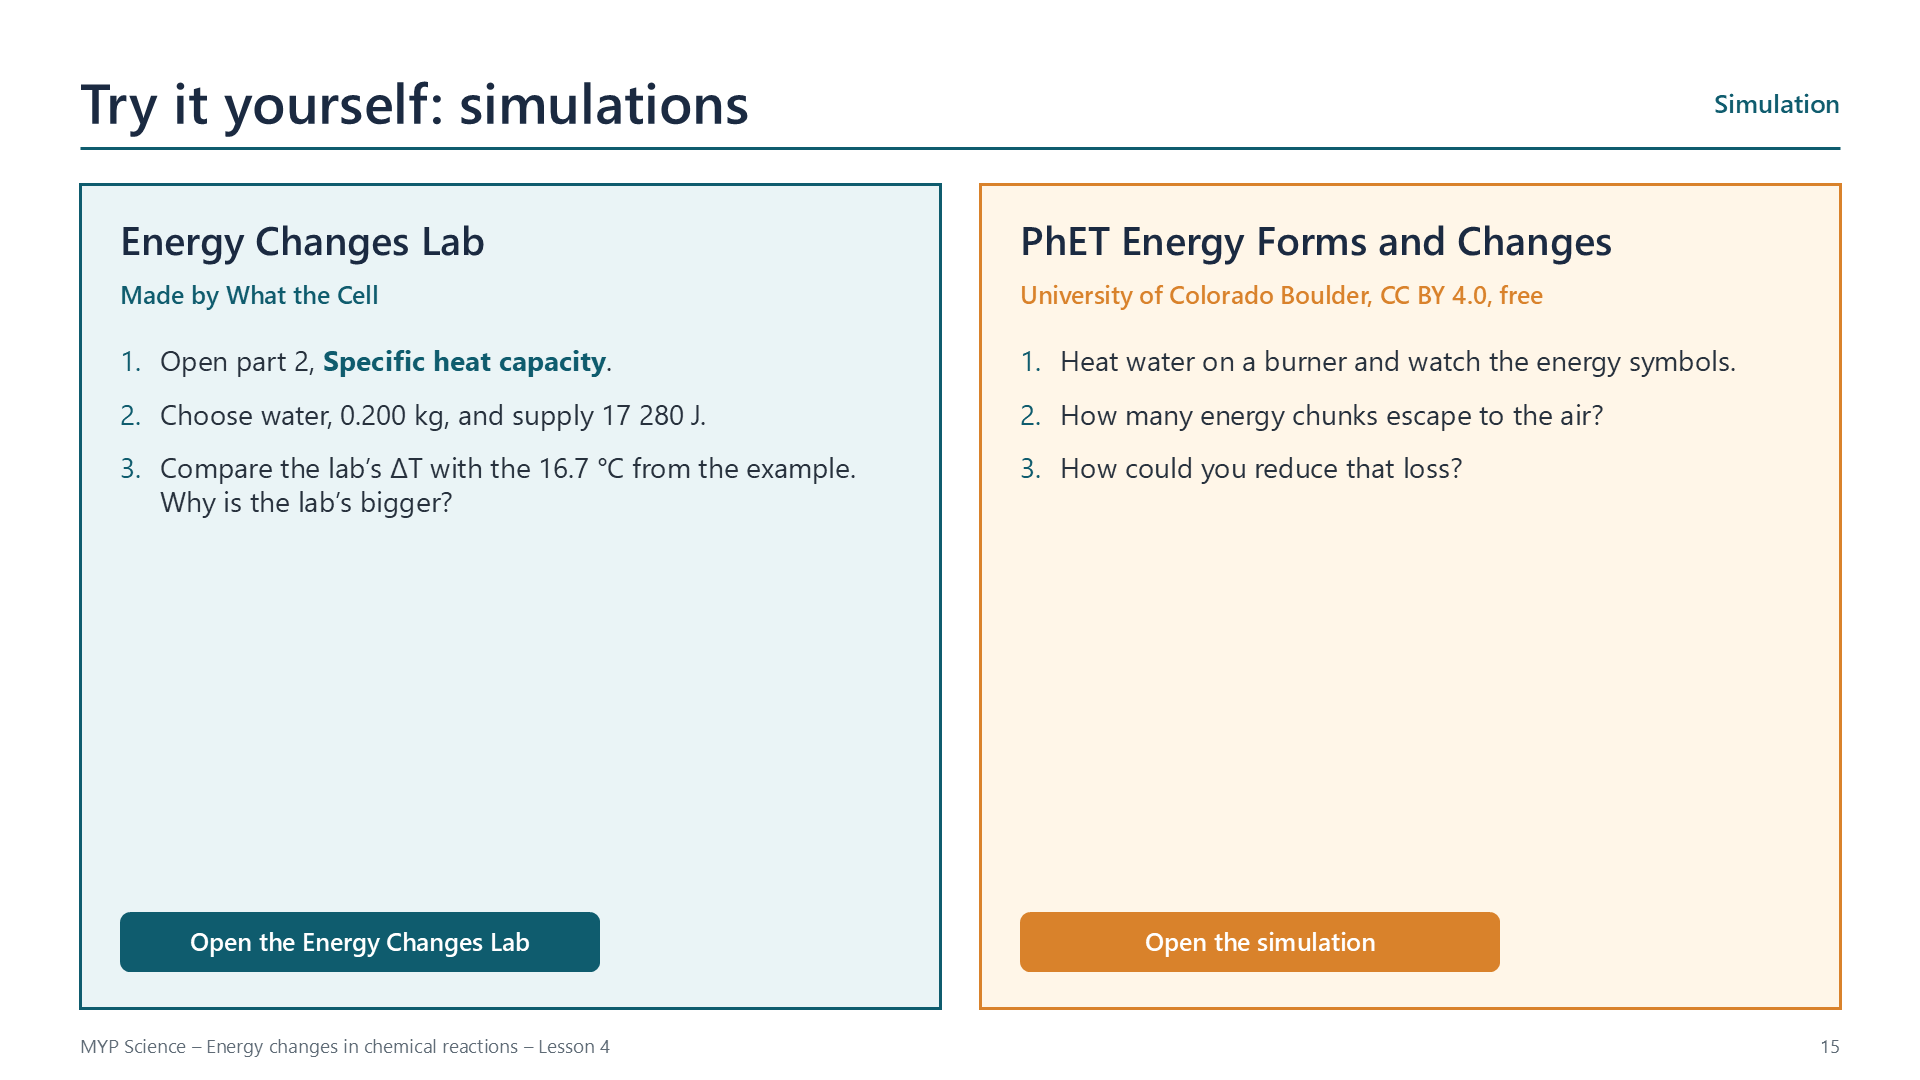 Try it yourself: simulations
Simulation
Energy Changes Lab
Made by What the Cell
1. Open part 2, Specific heat capacity.
2. Choose water, 0.200 kg, and supply 17 280 J.
3. Compare the lab’s ΔT with the 16.7 °C from the example.
Why is the lab’s bigger?
Open the Energy Changes Lab
PhET Energy Forms and Changes
University of Colorado Boulder, CC BY 4.0, free
1. Heat water on a burner and watch the energy symbols.
2. How many energy chunks escape to the air?
3. How could you reduce that loss?
Open the simulation
MYP Science – Energy changes in chemical reactions – Lesson 4
15